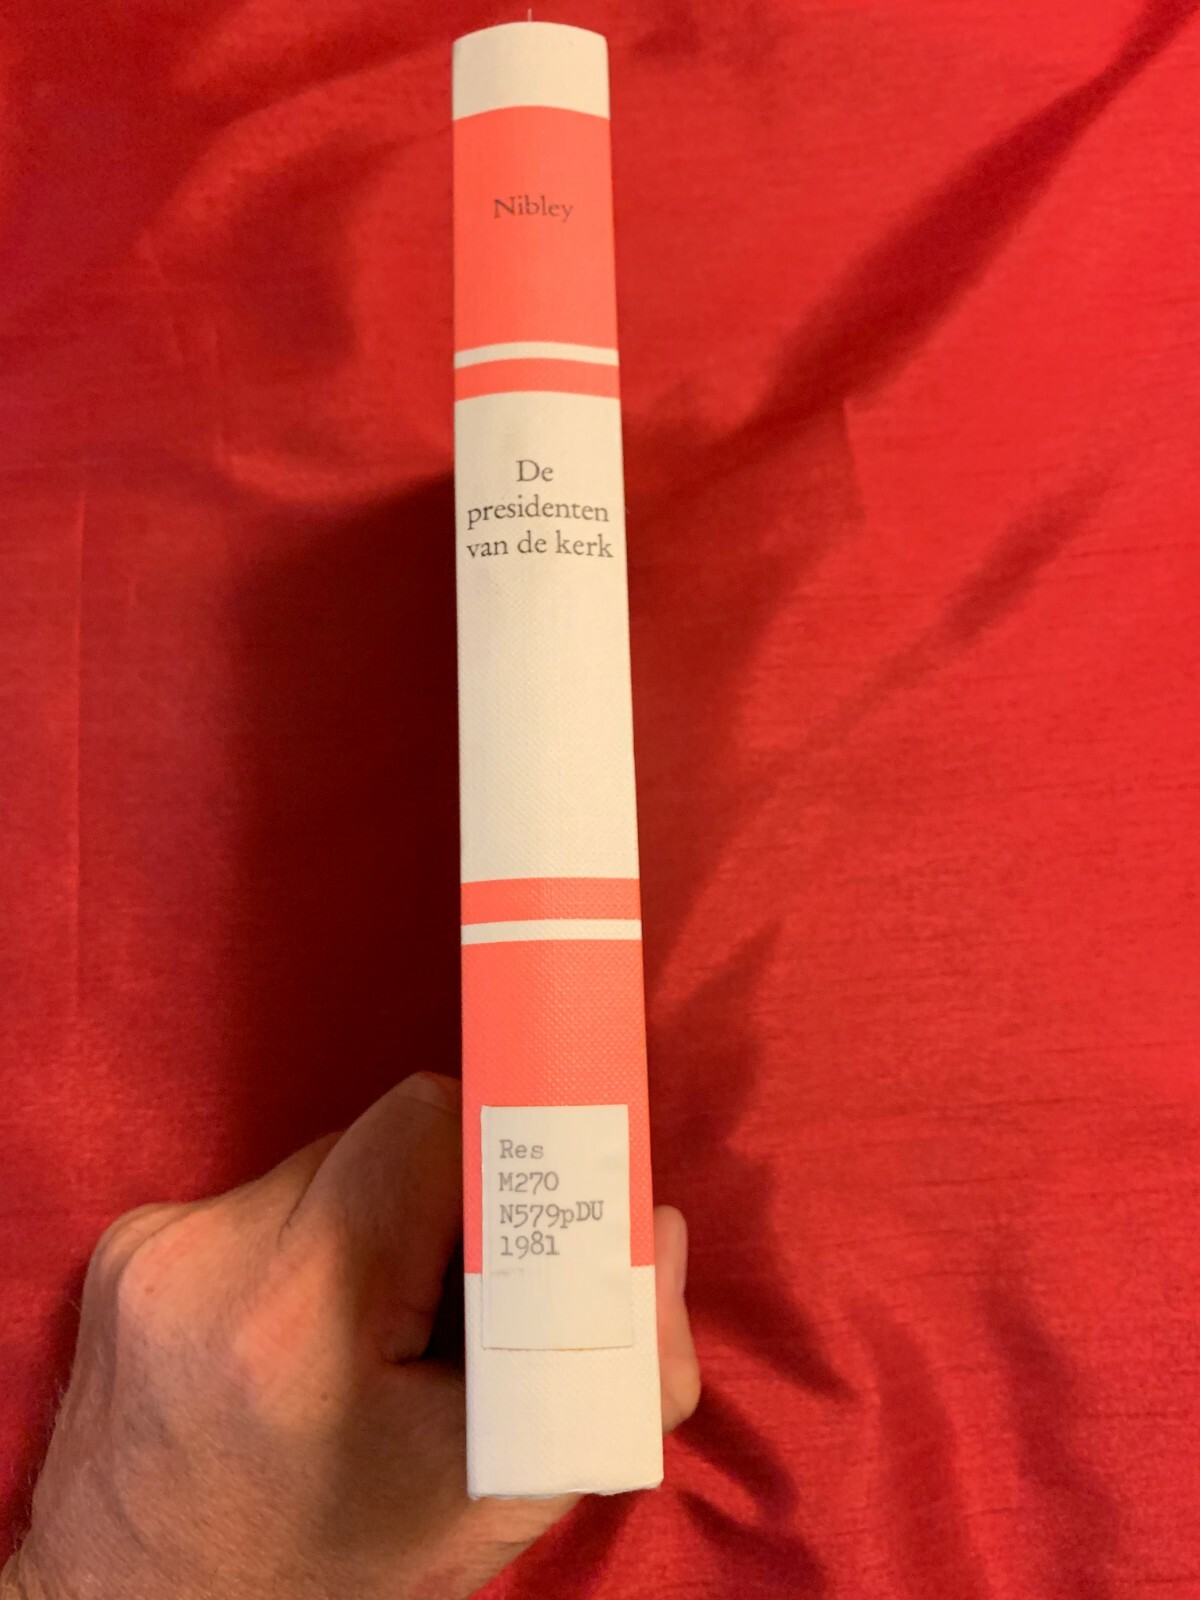 Nibley
De
presidenten
van de kerk
Res
M270
N579pDU
1981